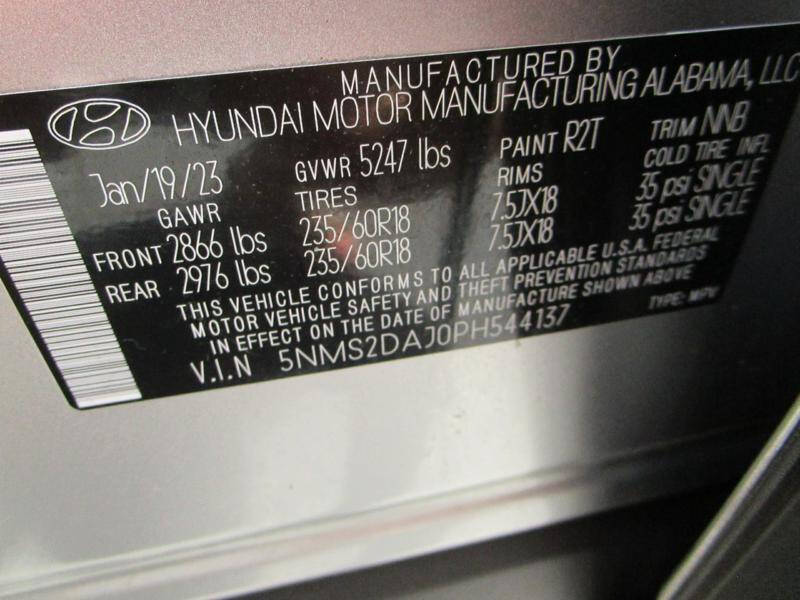 MANUFACTURED BY
HYUNDAI MOTOR MANUFACTURING ALABAMA, LLC
Jan/19/23 GVWR 5247 lbs PAINT R2T TRIM NNB
GAWR TIRES RIMS COLD TIRE INFL
FRONT 2866 lbs 235/60R18 7.5JX18 35 psi SINGLE
REAR 2976 lbs 235/60R18 7.5JX18 35 psi SINGLE
THIS VEHICLE CONFORMS TO ALL APPLICABLE U.S.A. FEDERAL
MOTOR VEHICLE SAFETY AND THEFT PREVENTION STANDARDS
IN EFFECT ON THE DATE OF MANUFACTURE SHOWN ABOVE
V.I.N 5NMS2DAJ0PH544137 TYPE: MPV